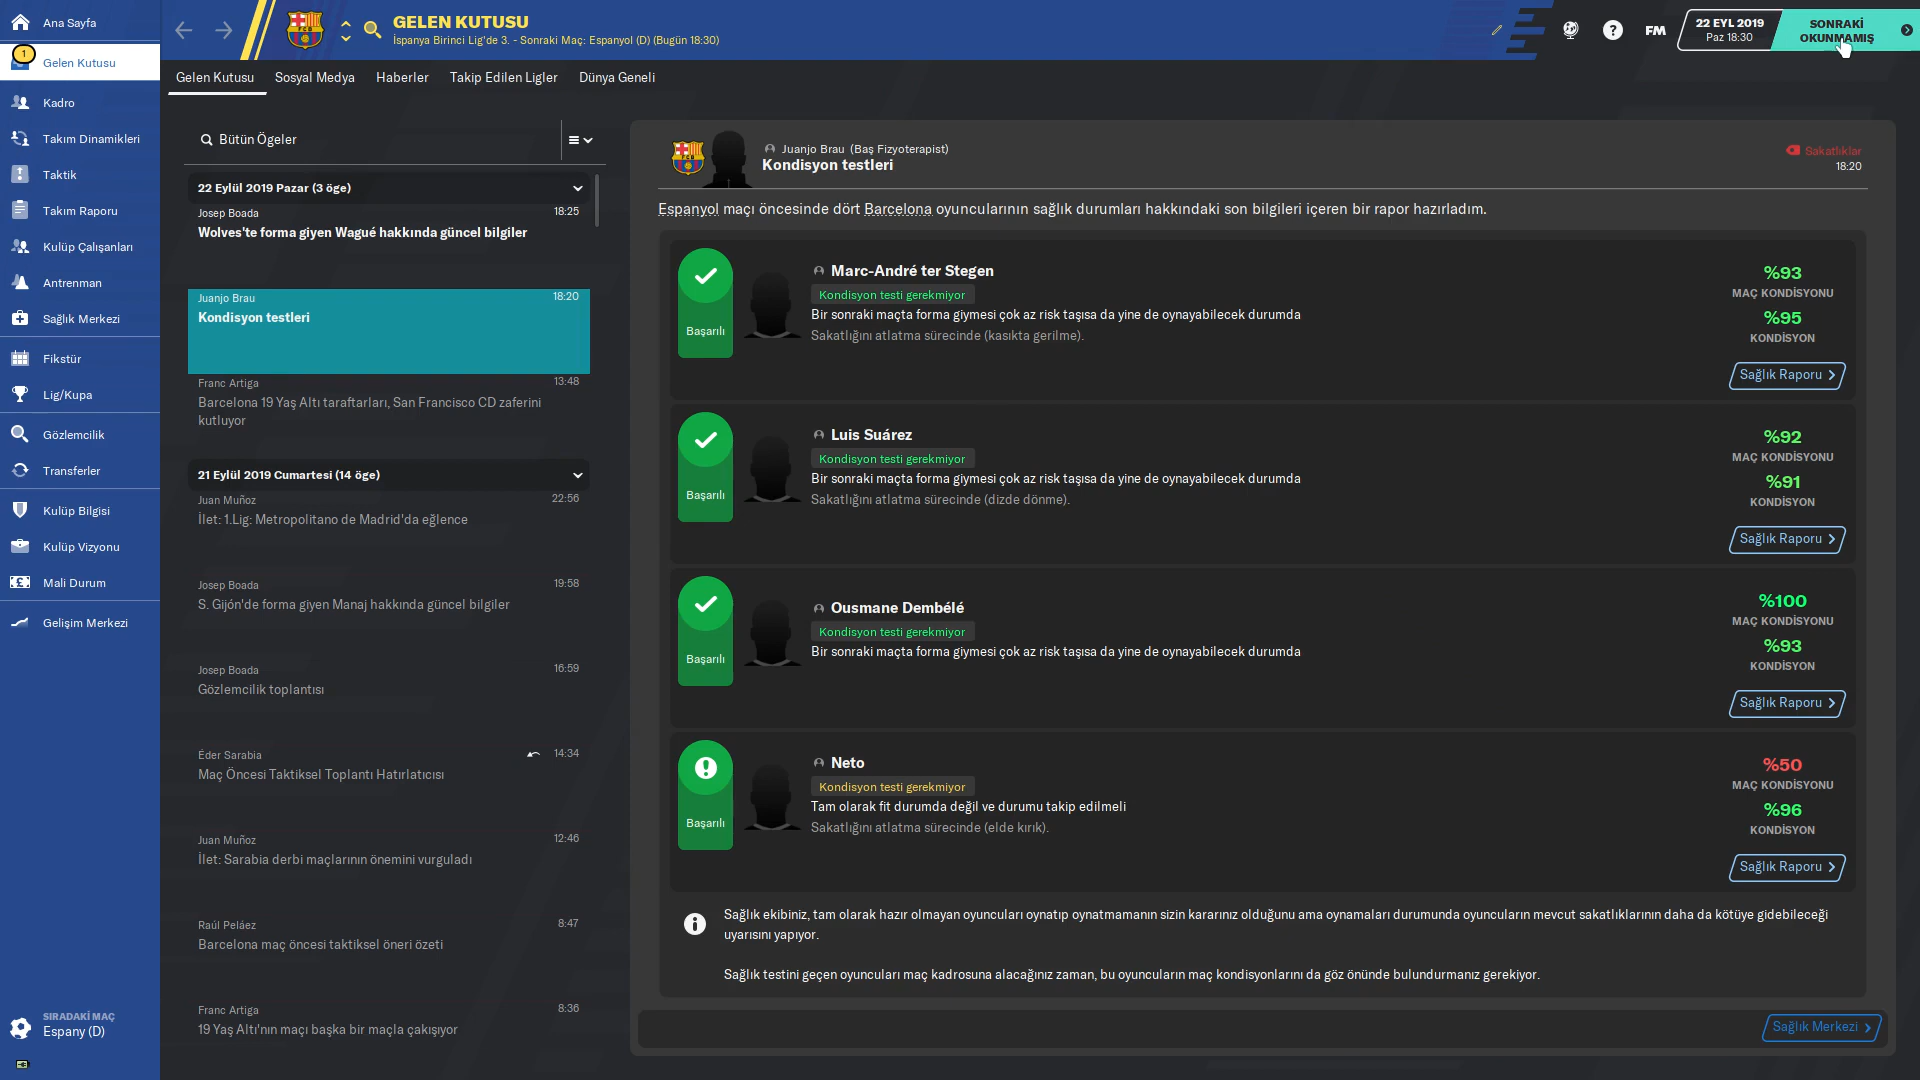 Ana Sayfa
1
Gelen Kutusu
Kadro
Takım Dinamikleri
Taktik
Takım Raporu
Kulüp Çalışanları
Antrenman
Sağlık Merkezi
Fikstür
Lig/Kupa
Gözlemcilik
Transferler
Kulüp Bilgisi
Kulüp Vizyonu
Mali Durum
Gelişim Merkezi
SIRADAKİ MAÇ
Espany (D)
GELEN KUTUSU
İspanya Birinci Lig'de 3. - Sonraki Maç: Espanyol (D) (Bugün 18:30)
FM
22 EYL 2019
Paz 18:30
SONRAKİ
OKUNMAMIŞ
Gelen Kutusu Sosyal Medya Haberler Takip Edilen Ligler Dünya Geneli
Bütün Ögeler
22 Eylül 2019 Pazar (3 öge)
Josep Boada 18:25
Wolves'te forma giyen Wagué hakkında güncel bilgiler
Juanjo Brau 18:20
Kondisyon testleri
Franc Artiga 13:48
Barcelona 19 Yaş Altı taraftarları, San Francisco CD zaferini
kutluyor
21 Eylül 2019 Cumartesi (14 öge)
Juan Muñoz 22:56
İlet: 1.Lig: Metropolitano de Madrid'da eğlence
Josep Boada 19:58
S. Gijón'de forma giyen Manaj hakkında güncel bilgiler
Josep Boada 16:59
Gözlemcilik toplantısı
Éder Sarabia 14:34
Maç Öncesi Taktiksel Toplantı Hatırlatıcısı
Juan Muñoz 12:46
İlet: Sarabia derbi maçlarının önemini vurguladı
Raúl Peláez 8:47
Barcelona maç öncesi taktiksel öneri özeti
Franc Artiga 8:36
19 Yaş Altı'nın maçı başka bir maçla çakışıyor
Juanjo Brau (Baş Fizyoterapist)
Kondisyon testleri
Sakatlıklar
18:20
Espanyol maçı öncesinde dört Barcelona oyuncularının sağlık durumları hakkındaki son bilgileri içeren bir rapor hazırladım.
Başarılı
Marc-André ter Stegen
Kondisyon testi gerekmiyor
Bir sonraki maçta forma giymesi çok az risk taşısa da yine de oynayabilecek durumda
Sakatlığını atlatma sürecinde (kasıkta gerilme).
%93
MAÇ KONDİSYONU
%95
KONDİSYON
Sağlık Raporu
Başarılı
Luis Suárez
Kondisyon testi gerekmiyor
Bir sonraki maçta forma giymesi çok az risk taşısa da yine de oynayabilecek durumda
Sakatlığını atlatma sürecinde (dizde dönme).
%92
MAÇ KONDİSYONU
%91
KONDİSYON
Sağlık Raporu
Başarılı
Ousmane Dembélé
Kondisyon testi gerekmiyor
Bir sonraki maçta forma giymesi çok az risk taşısa da yine de oynayabilecek durumda
%100
MAÇ KONDİSYONU
%93
KONDİSYON
Sağlık Raporu
Başarılı
Neto
Kondisyon testi gerekmiyor
Tam olarak fit durumda değil ve durumu takip edilmeli
Sakatlığını atlatma sürecinde (elde kırık).
%50
MAÇ KONDİSYONU
%96
KONDİSYON
Sağlık Raporu
Sağlık ekibiniz, tam olarak hazır olmayan oyuncuları oynatıp oynatmamanın sizin kararınız olduğunu ama oynamaları durumunda oyuncuların mevcut sakatlıklarının daha da kötüye gidebileceği
uyarısını yapıyor.
Sağlık testini geçen oyuncuları maç kadrosuna alacağınız zaman, bu oyuncuların maç kondisyonlarını da göz önünde bulundurmanız gerekiyor.
Sağlık Merkezi